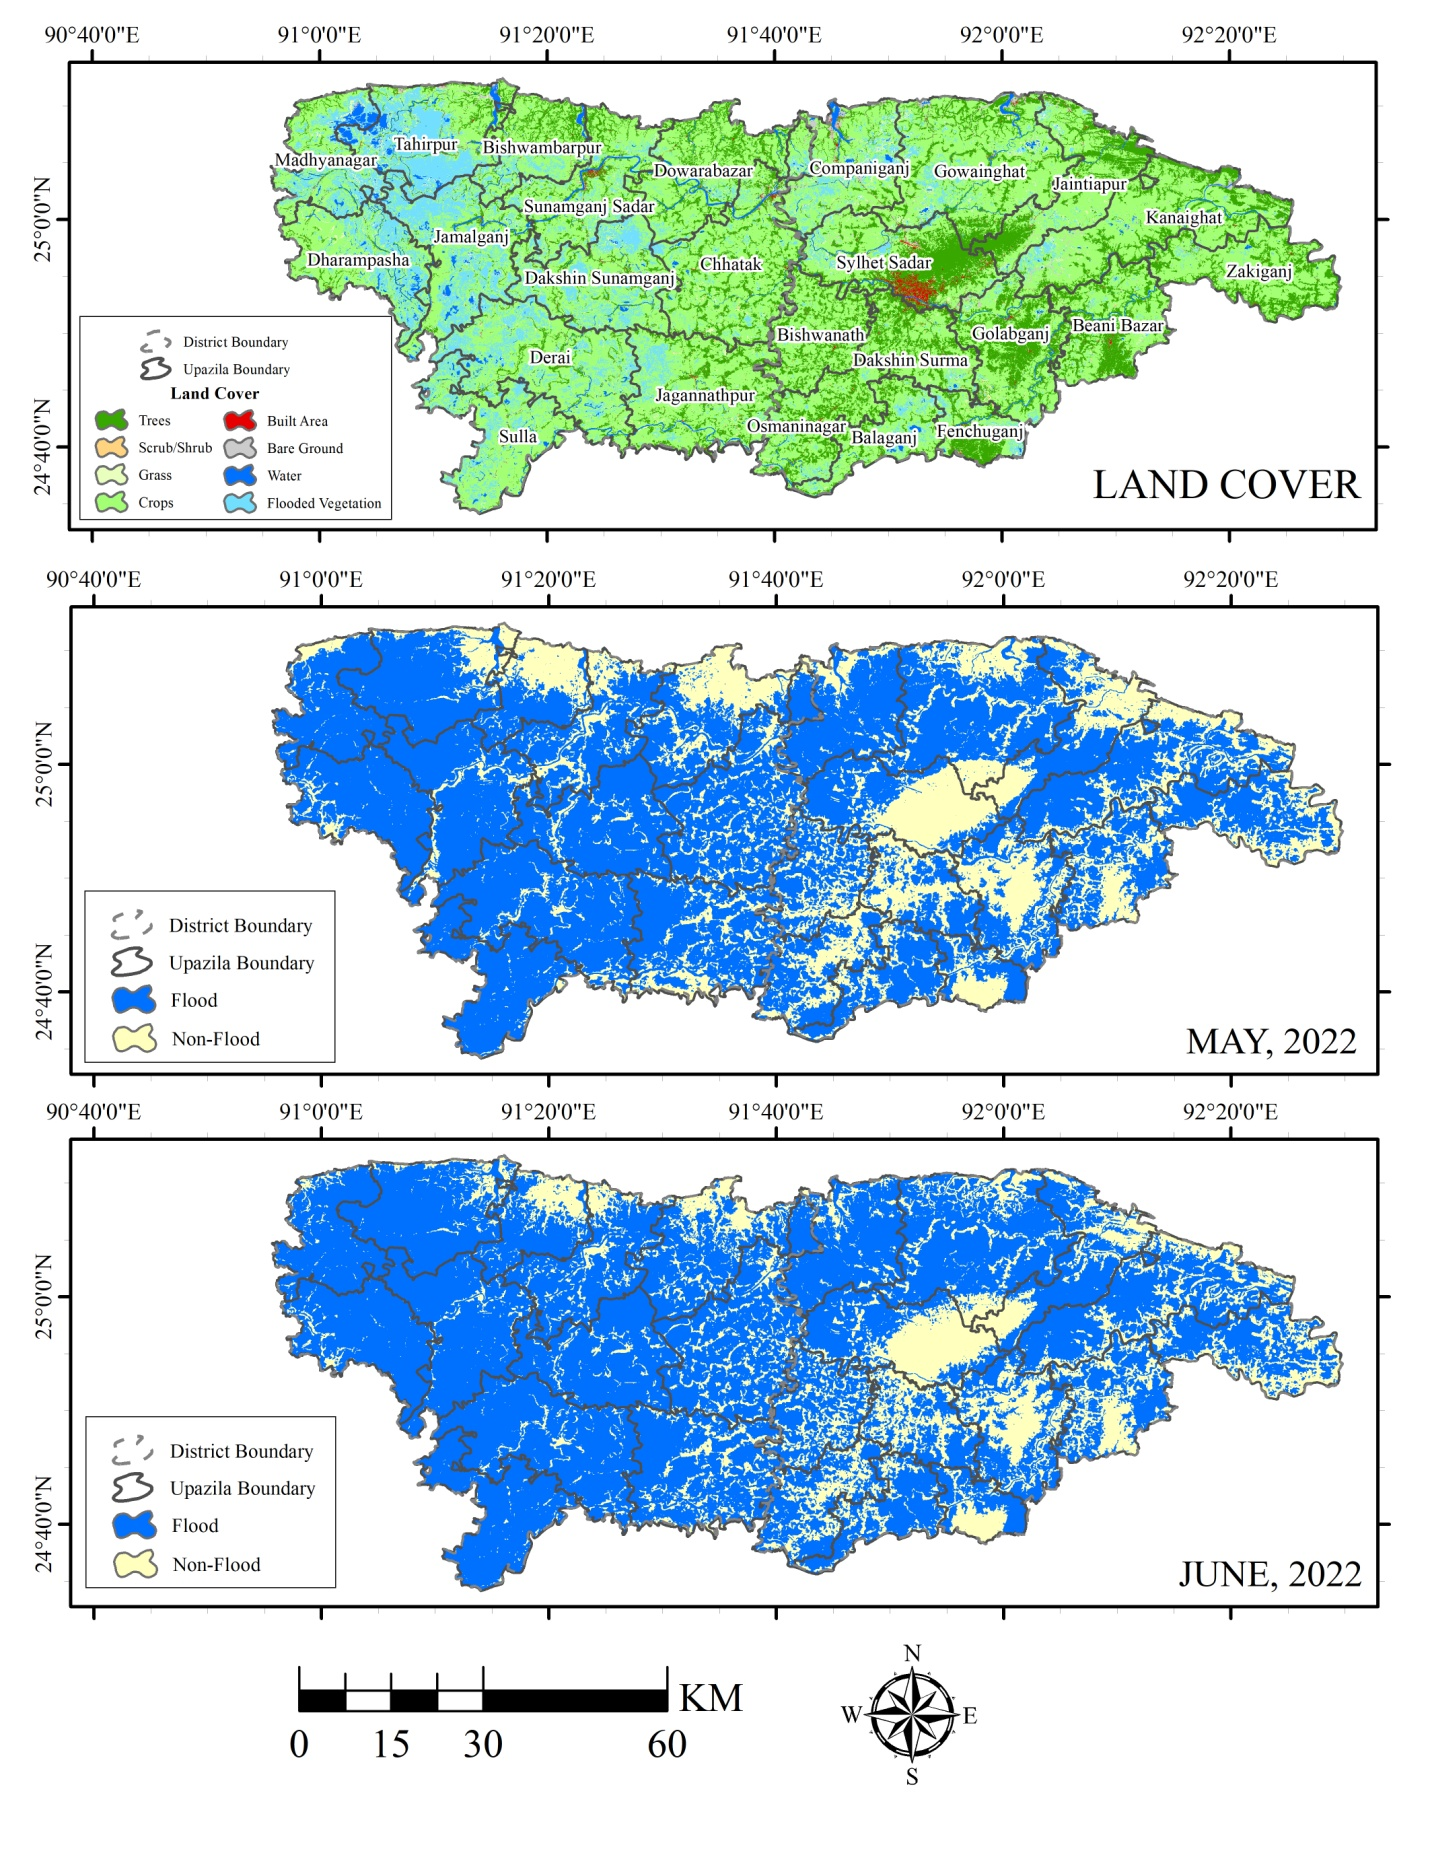 90°40'0"E 91°0'0"E 91°20'0"E 91°40'0"E 92°0'0"E 92°20'0"E
25°0'0"N
24°40'0"N
Madhyanagar
Tahirpur
Bishwambarpur
Dowarabazar
Companiganj
Gowainghat
Jaintiapur
Kanaighat
Sunamganj Sadar
Jamalganj
Dharampasha
Dakshin Sunamganj
Chhatak
Sylhet Sadar
Zakiganj
Bishwanath
Golabganj
Beani Bazar
Derai
Dakshin Surma
Jagannathpur
Osmaninagar
Balaganj
Fenchuganj
Sulla
District Boundary
Upazila Boundary
Land Cover
Trees
Built Area
Scrub/Shrub
Bare Ground
Grass
Water
Crops
Flooded Vegetation
LAND COVER
90°40'0"E 91°0'0"E 91°20'0"E 91°40'0"E 92°0'0"E 92°20'0"E
25°0'0"N
24°40'0"N
District Boundary
Upazila Boundary
Flood
Non-Flood
MAY, 2022
90°40'0"E 91°0'0"E 91°20'0"E 91°40'0"E 92°0'0"E 92°20'0"E
25°0'0"N
24°40'0"N
District Boundary
Upazila Boundary
Flood
Non-Flood
JUNE, 2022
KM
0 15 30 60
N
W E
S